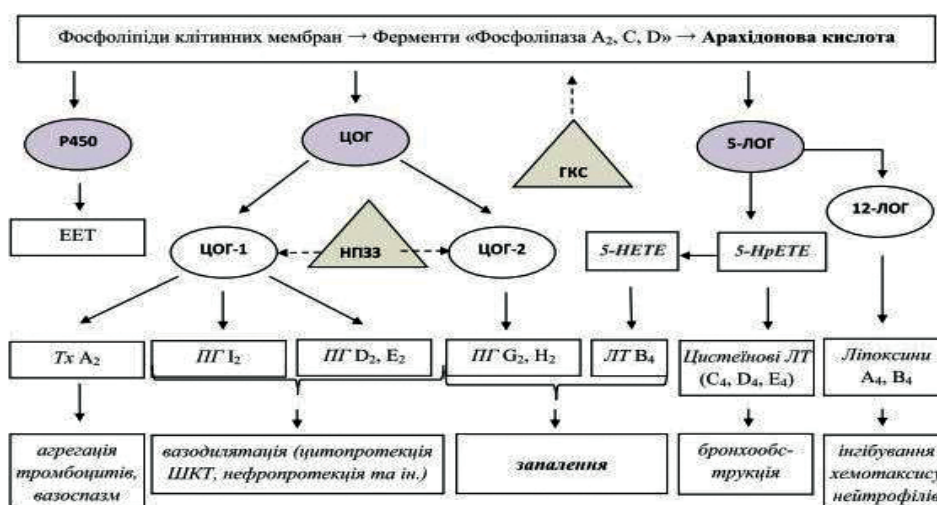 Фосфоліпіди клітинних мембран → Ферменти «Фосфоліпаза A₂, C, D» → Арахідонова кислота
P450
ЦОГ
ГКС
5-ЛОГ
12-ЛОГ
ЕЕТ
ЦОГ-1
НПЗЗ
ЦОГ-2
5-НЕТЕ
5-HpETE
Tx A₂
ПГ I₂
ПГ D₂, E₂
ПГ G₂, H₂
ЛТ B₄
Цистеїнові ЛТ
(C₄, D₄, E₄)
Ліпоксини
A₄, B₄
агрегація
тромбоцитів,
вазоспазм
вазодилятація (цитопротекція
ШКТ, нефропротекція та ін.)
запалення
бронхообс-
трукція
інгібування
хемотаксису
нейтрофілів